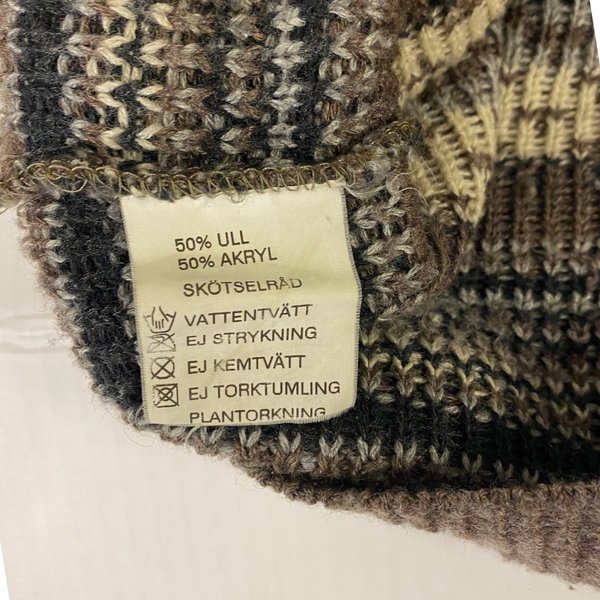 50% ULL
50% AKRYL
SKÖTSELRÅD
VATTENTVÄTT
EJ STRYKNING
EJ KEMTVÄTT
EJ TORKTUMLING
PLANTORKNING